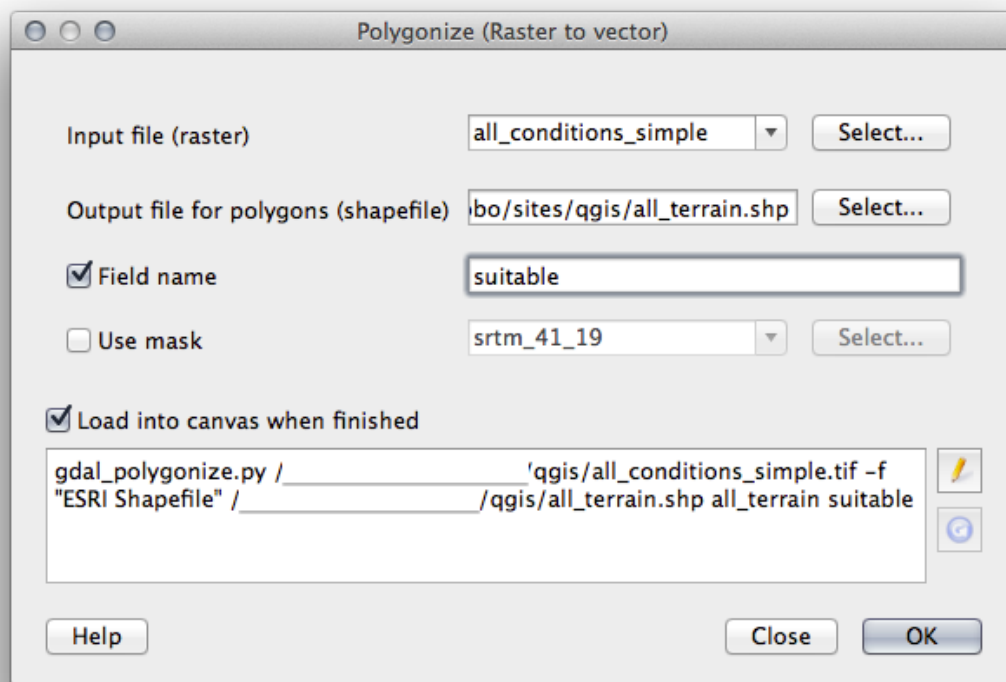 Polygonize (Raster to vector)
Input file (raster)
all_conditions_simple
Select...
Output file for polygons (shapefile)
bo/sites/qgis/all_terrain.shp
Select...
Field name
suitable
Use mask
srtm_41_19
Select...
Load into canvas when finished
gdal_polygonize.py /____________________/qgis/all_conditions_simple.tif -f
"ESRI Shapefile" /____________________/qgis/all_terrain.shp all_terrain suitable
Help
Close
OK